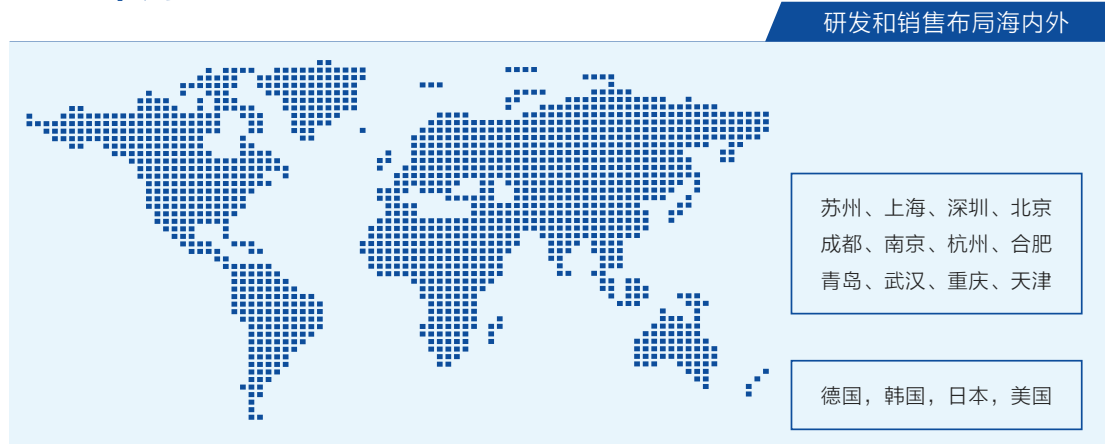 研发和销售布局海内外
苏州、上海、深圳、北京
成都、南京、杭州、合肥
青岛、武汉、重庆、天津
德国，韩国，日本，美国